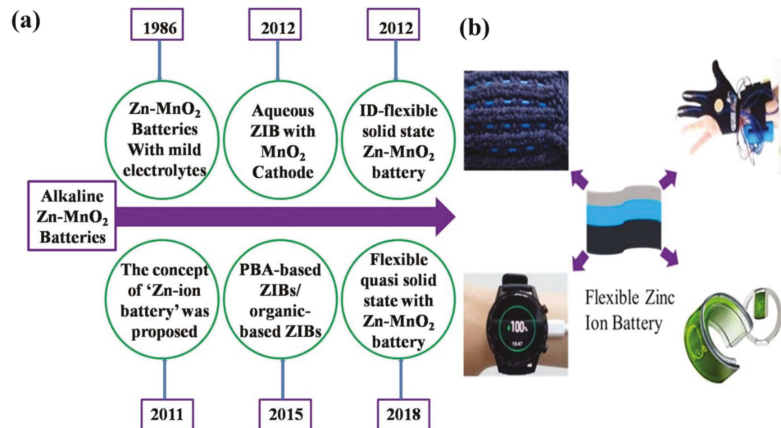 (a)
1986
2012
2012
Zn-MnO₂
Batteries
With mild
electrolytes
Aqueous
ZIB with
MnO₂
Cathode
ID-flexible
solid state
Zn-MnO₂
battery
Alkaline
Zn-MnO₂
Batteries
The concept
of ‘Zn-ion
battery’ was
proposed
PBA-based
ZIBs/
organic-
based ZIBs
Flexible
quasi solid
state with
Zn-MnO₂
battery
2011
2015
2018
(b)
100%
Flexible Zinc
Ion Battery